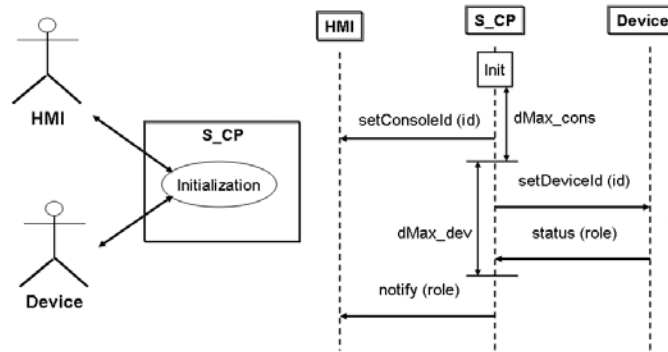 HMI
S_CP
Initialization
Device
HMI
S_CP
Device
Init
dMax_cons
setConsoleId (id)
setDeviceId (id)
dMax_dev
status (role)
notify (role)